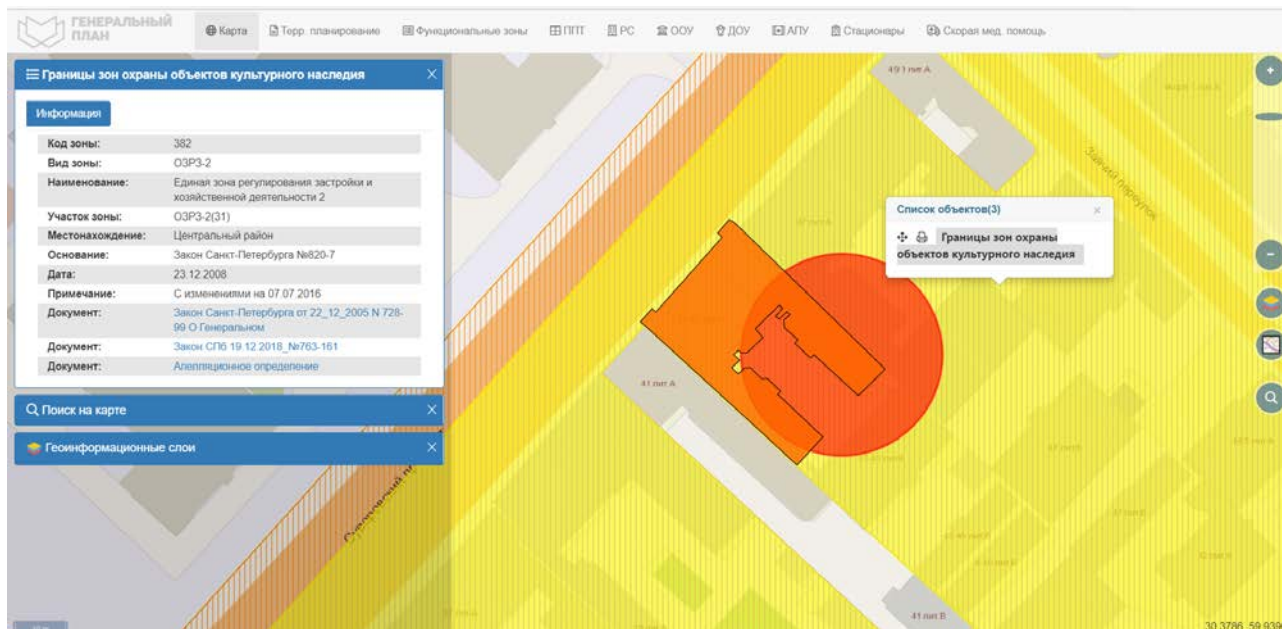 ГЕНЕРАЛЬНЫЙ
ПЛАН
Карта
Терр. планирование
Функциональные зоны
ППТ
РС
ООУ
ДОУ
АПУ
Стационары
Скорая мед. помощь
Границы зон охраны объектов культурного наследия
Информация
Код зоны: 382
Вид зоны: ОЗРЗ-2
Наименование: Единая зона регулирования застройки и
хозяйственной деятельности 2
Участок зоны: ОЗРЗ-2(31)
Местонахождение: Центральный район
Основание: Закон Санкт-Петербурга №820-7
Дата: 23.12.2008
Примечание: С изменениями на 07.07.2016
Документ: Закон Санкт-Петербурга от 22_12_2005 N 728-
99 О Генеральном
Документ: Закон СПб 19 12 2018_№763-161
Документ: Апелляционное определение
Поиск на карте
Геоинформационные слои
Список объектов(3)
Границы зон охраны
объектов культурного наследия
Заячий переулок
41 лит А
41 лит В
30.3786, 59.939